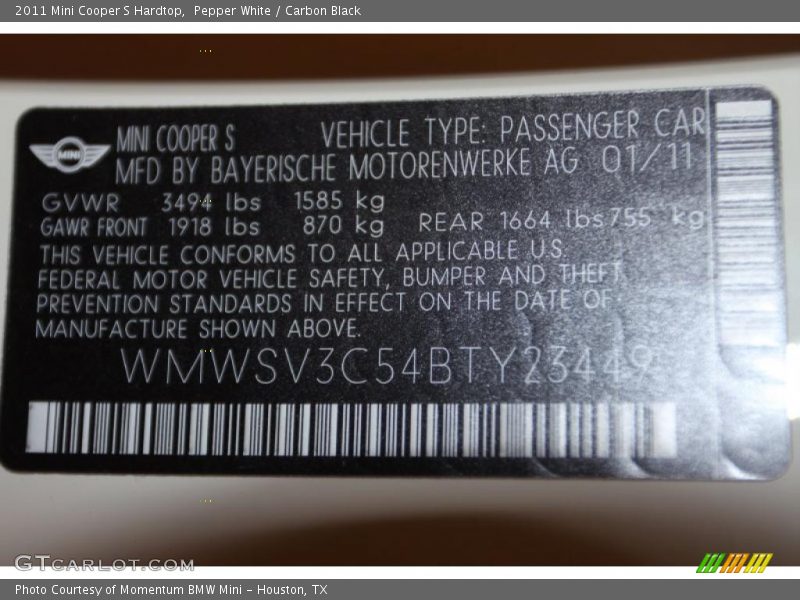 2011 Mini Cooper S Hardtop,  Pepper White / Carbon Black
MINI
MINI COOPER S VEHICLE TYPE: PASSENGER CAR
MFD BY BAYERISCHE MOTORENWERKE AG 01/11
GVWR 3494 lbs 1585 kg
GAWR FRONT 1918 lbs 870 kg REAR 1664 lbs 755 kg
THIS VEHICLE CONFORMS TO ALL APPLICABLE U.S.
FEDERAL MOTOR VEHICLE SAFETY, BUMPER AND THEFT
PREVENTION STANDARDS IN EFFECT ON THE DATE OF
MANUFACTURE SHOWN ABOVE.
WMWSV3C54BTY23449
GTcarlot.com
Photo Courtesy of Momentum BMW Mini - Houston, TX